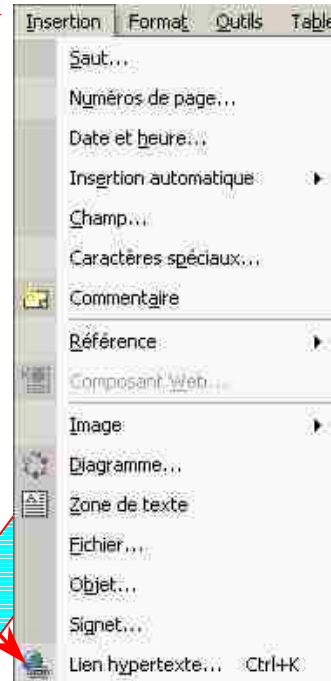 Insertion Format Outils Table
Saut...
Numéros de page...
Date et heure...
Insertion automatique
Champ...
Caractères spéciaux...
Commentaire
Référence
Composant Web...
Image
Diagramme...
Zone de texte
Fichier...
Objet...
Signet...
Lien hypertexte... Ctrl+K